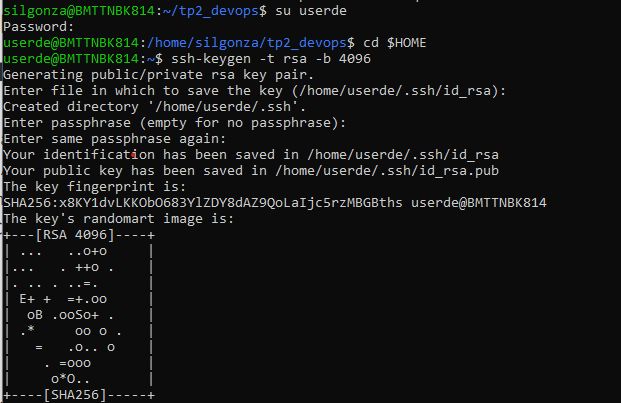 silgonza@BMTTNBK814:~/tp2_devops$ su userde
Password:
userde@BMTTNBK814:/home/silgonza/tp2_devops$ cd $HOME
userde@BMTTNBK814:~$ ssh-keygen -t rsa -b 4096
Generating public/private rsa key pair.
Enter file in which to save the key (/home/userde/.ssh/id_rsa):
Created directory '/home/userde/.ssh'.
Enter passphrase (empty for no passphrase):
Enter same passphrase again:
Your identification has been saved in /home/userde/.ssh/id_rsa
Your public key has been saved in /home/userde/.ssh/id_rsa.pub
The key fingerprint is:
SHA256:x8KY1dvLKKObO683YlZDY8dAZ9QoLaIjc5rzMBGBths userde@BMTTNBK814
The key's randomart image is:
+---[RSA 4096]----+
| ...   ..o+o     |
|...   . ++o .    |
|. .. . ..=.      |
| E+ +  =+.oo     |
|  oB .ooSo+ .    |
| .*     oo o .   |
|   =   .o.. o    |
|    . =ooo       |
|     o*O..       |
+----[SHA256]-----+